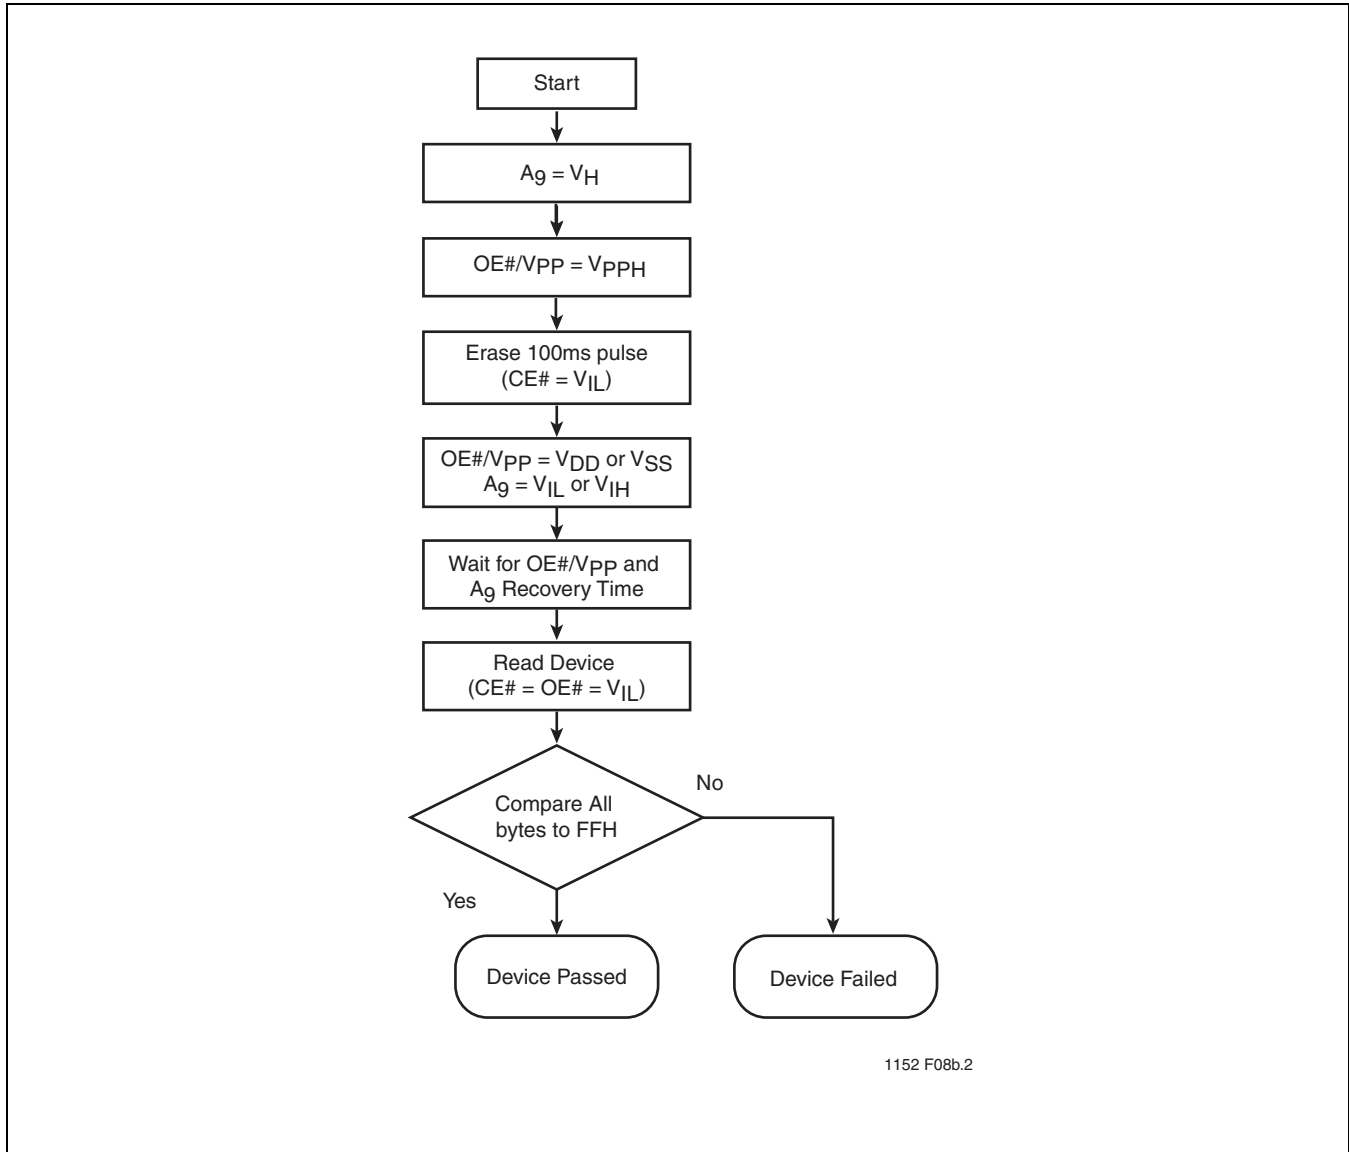 Start
A9 = VH
OE#/VPP = VPPH
Erase 100ms pulse
(CE# = VIL)
OE#/VPP = VDD or VSS
A9 = VIL or VIH
Wait for OE#/VPP and
A9 Recovery Time
Read Device
(CE# = OE# = VIL)
No
Compare All
bytes to FFH
Yes
Device Passed
Device Failed
1152 F08b.2